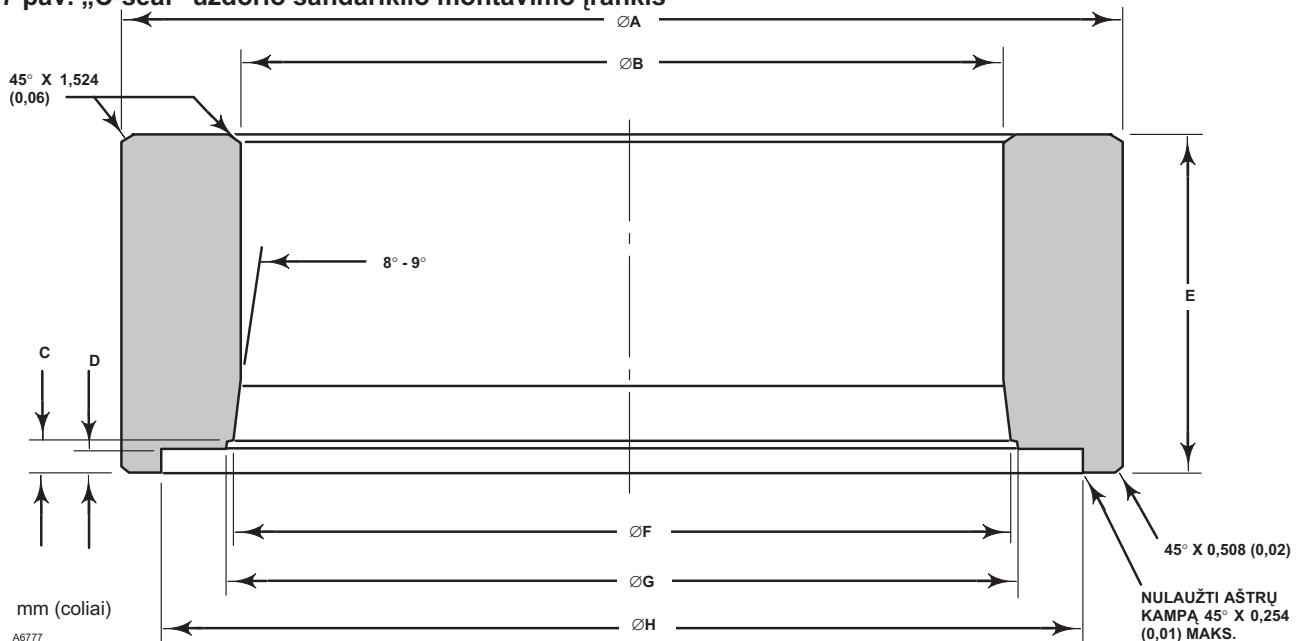 7 pav. „C-seal“ uždorio sandariklio montavimo įrankis
∅A
∅B
45° X 1,524
(0,06)
8° - 9°
E
C
D
∅F
45° X 0,508 (0,02)
∅G
mm (coliai)
NULAUŽTI AŠTRŲ
KAMPĄ 45° X 0,254
(0,01) MAKS.
∅H
A6777